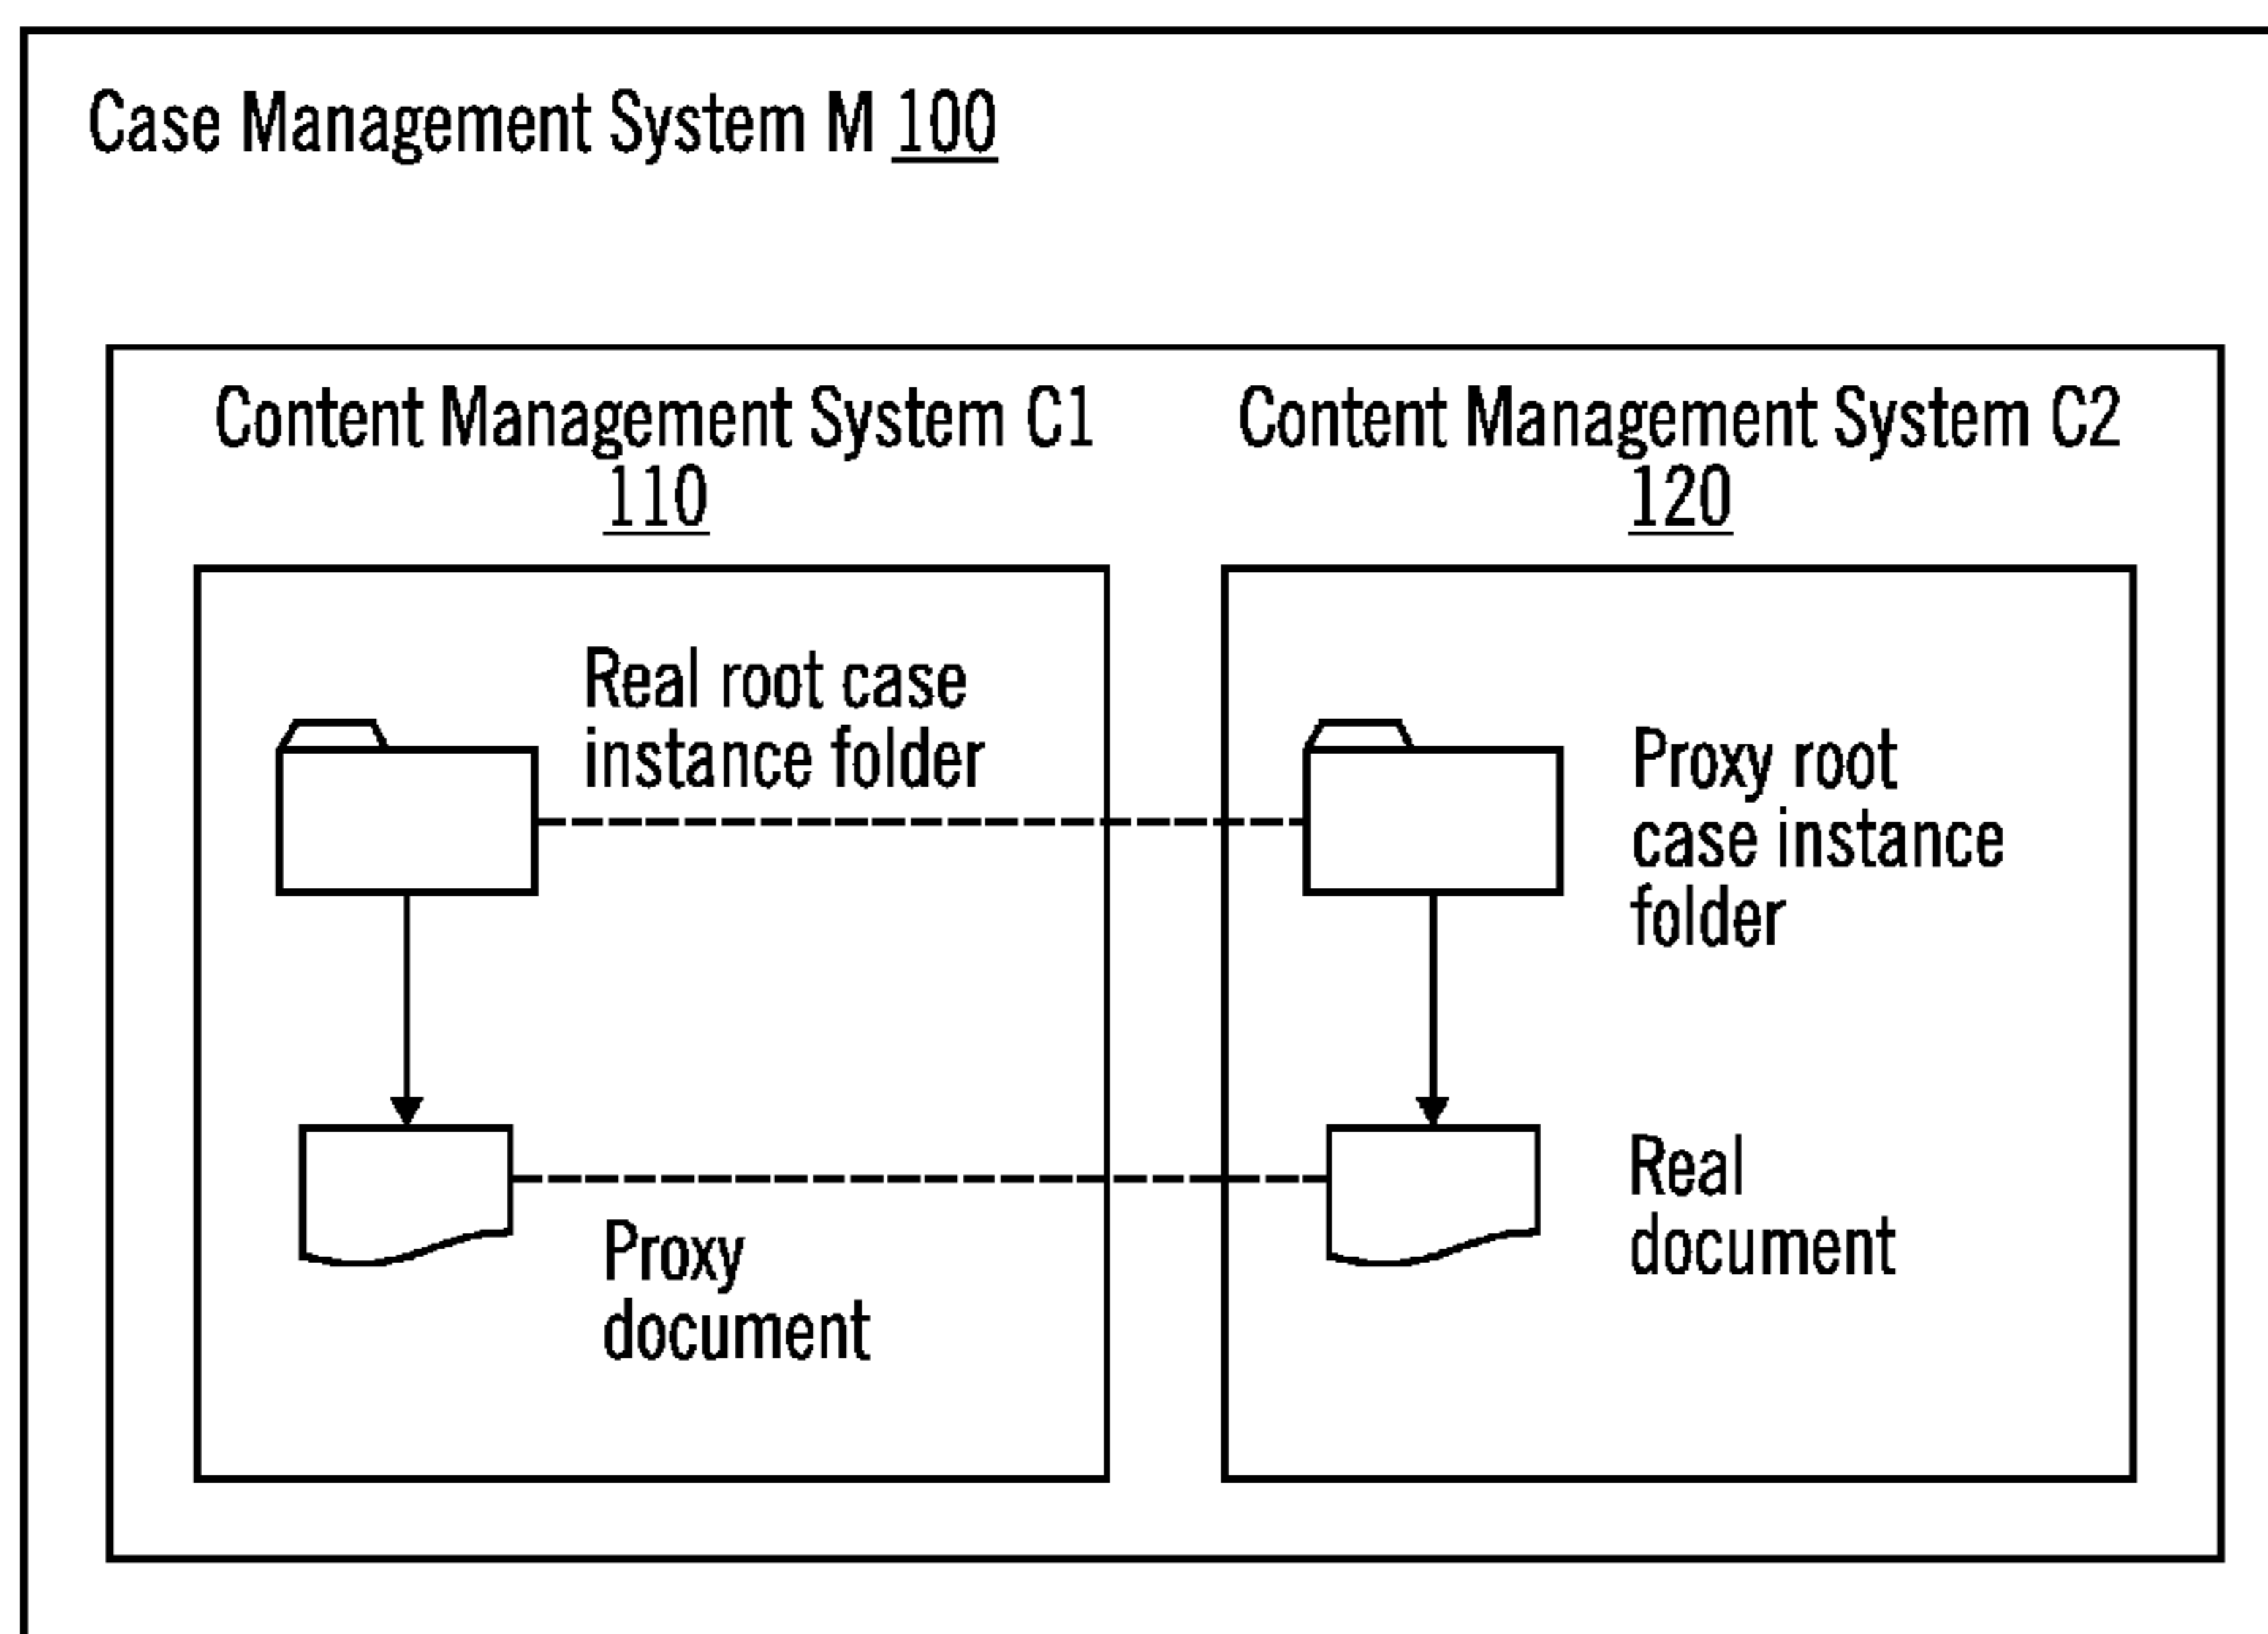 Case Management System M 100
Content Management System C1
110
Content Management System C2
120
Real root case
instance folder
Proxy root
case instance
folder
Proxy
document
Real
document